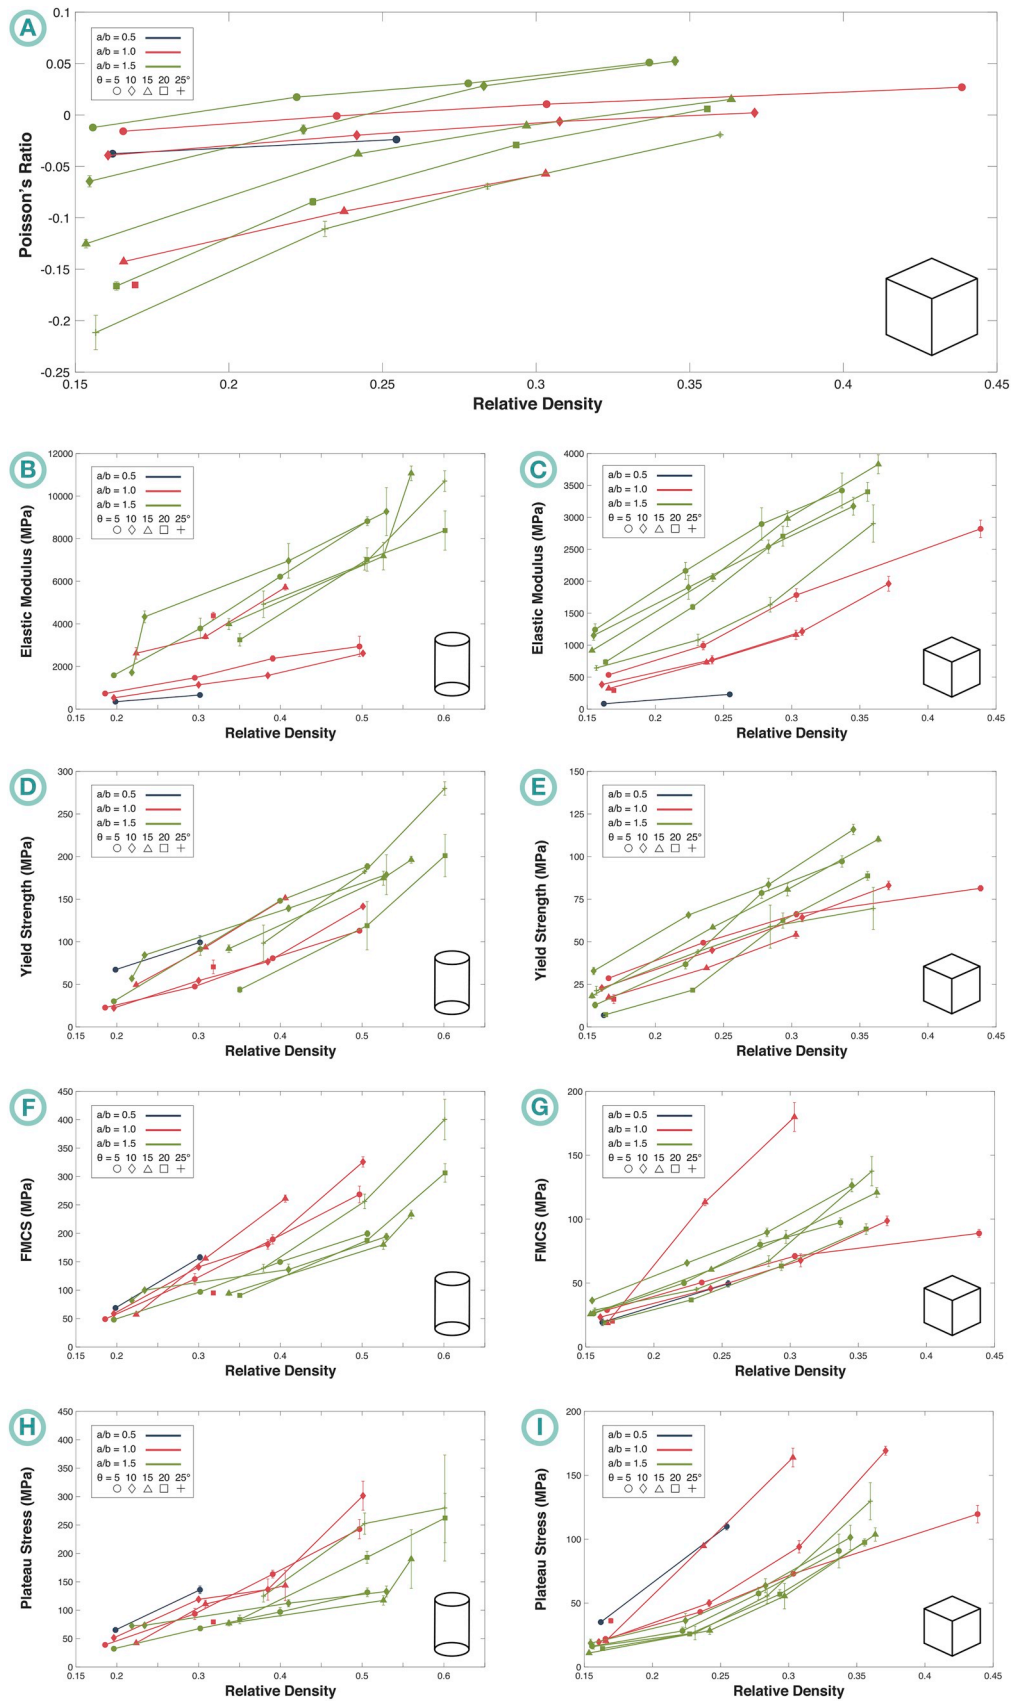 A
0.1
0.05
0
-0.05
-0.1
-0.15
-0.2
-0.25
Poisson's Ratio
a/b = 0.5
a/b = 1.0
a/b = 1.5
θ = 5 10 15 20 25°
0.15 0.2 0.25 0.3 0.35 0.4 0.45
Relative Density
B
12000
10000
8000
6000
4000
2000
0
Elastic Modulus (MPa)
a/b = 0.5
a/b = 1.0
a/b = 1.5
θ = 5 10 15 20 25°
0.15 0.2 0.3 0.4 0.5 0.6
Relative Density
C
4000
3500
3000
2500
2000
1500
1000
500
0
Elastic Modulus (MPa)
a/b = 0.5
a/b = 1.0
a/b = 1.5
θ = 5 10 15 20 25°
0.15 0.2 0.25 0.3 0.35 0.4 0.45
Relative Density
D
300
250
200
150
100
50
0
Yield Strength (MPa)
a/b = 0.5
a/b = 1.0
a/b = 1.5
θ = 5 10 15 20 25°
0.15 0.2 0.3 0.4 0.5 0.6
Relative Density
E
150
125
100
75
50
25
0
Yield Strength (MPa)
a/b = 0.5
a/b = 1.0
a/b = 1.5
θ = 5 10 15 20 25°
0.15 0.2 0.25 0.3 0.35 0.4 0.45
Relative Density
F
450
400
350
300
250
200
150
100
50
0
FMCS (MPa)
a/b = 0.5
a/b = 1.0
a/b = 1.5
θ = 5 10 15 20 25°
0.15 0.2 0.3 0.4 0.5 0.6
Relative Density
G
200
150
100
50
0
FMCS (MPa)
a/b = 0.5
a/b = 1.0
a/b = 1.5
θ = 5 10 15 20 25°
0.15 0.2 0.25 0.3 0.35 0.4 0.45
Relative Density
H
450
400
350
300
250
200
150
100
50
0
Plateau Stress (MPa)
a/b = 0.5
a/b = 1.0
a/b = 1.5
θ = 5 10 15 20 25°
0.15 0.2 0.3 0.4 0.5 0.6
Relative Density
I
200
150
100
50
0
Plateau Stress (MPa)
a/b = 0.5
a/b = 1.0
a/b = 1.5
θ = 5 10 15 20 25°
0.15 0.2 0.25 0.3 0.35 0.4 0.45
Relative Density